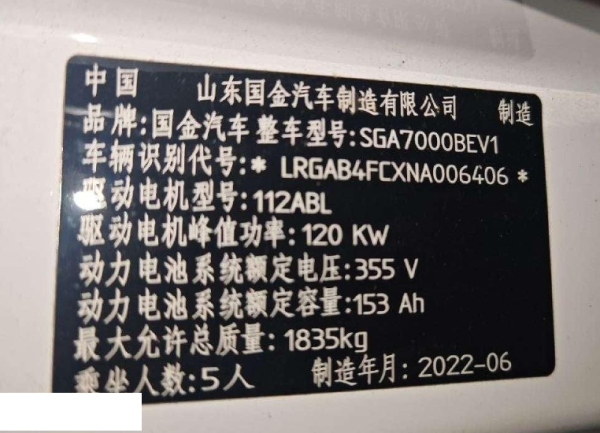 中国 山东国金汽车制造有限公司 制造
品牌:国金汽车 整车型号:SGA7000BEV1
车辆识别代号:* LRGAB4FCXNA006406 *
驱动电机型号:112ABL
驱动电机峰值功率:120 KW
动力电池系统额定电压:355 V
动力电池系统额定容量:153 Ah
最大允许总质量:1835kg
乘坐人数:5人 制造年月:2022-06